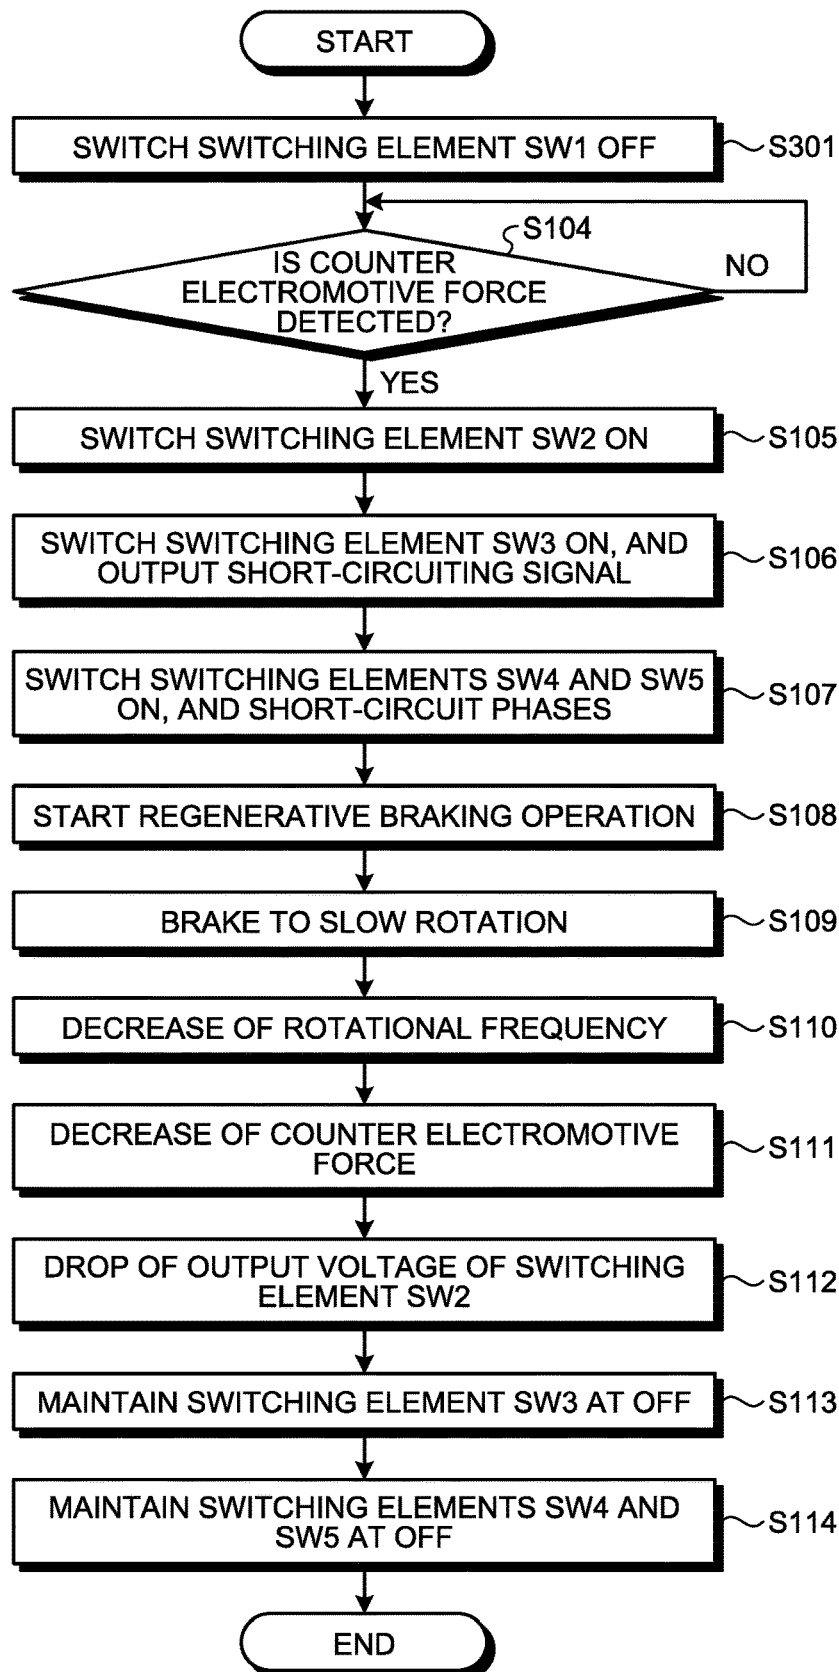 START
SWITCH SWITCHING ELEMENT SW1 OFF
S301
S104
IS COUNTER
ELECTROMOTIVE FORCE
DETECTED?
NO
YES
SWITCH SWITCHING ELEMENT SW2 ON
S105
SWITCH SWITCHING ELEMENT SW3 ON, AND
OUTPUT SHORT-CIRCUITING SIGNAL
S106
SWITCH SWITCHING ELEMENTS SW4 AND SW5
ON, AND SHORT-CIRCUIT PHASES
S107
START REGENERATIVE BRAKING OPERATION
S108
BRAKE TO SLOW ROTATION
S109
DECREASE OF ROTATIONAL FREQUENCY
S110
DECREASE OF COUNTER ELECTROMOTIVE
FORCE
S111
DROP OF OUTPUT VOLTAGE OF SWITCHING
ELEMENT SW2
S112
MAINTAIN SWITCHING ELEMENT SW3 AT OFF
S113
MAINTAIN SWITCHING ELEMENTS SW4 AND
SW5 AT OFF
S114
END